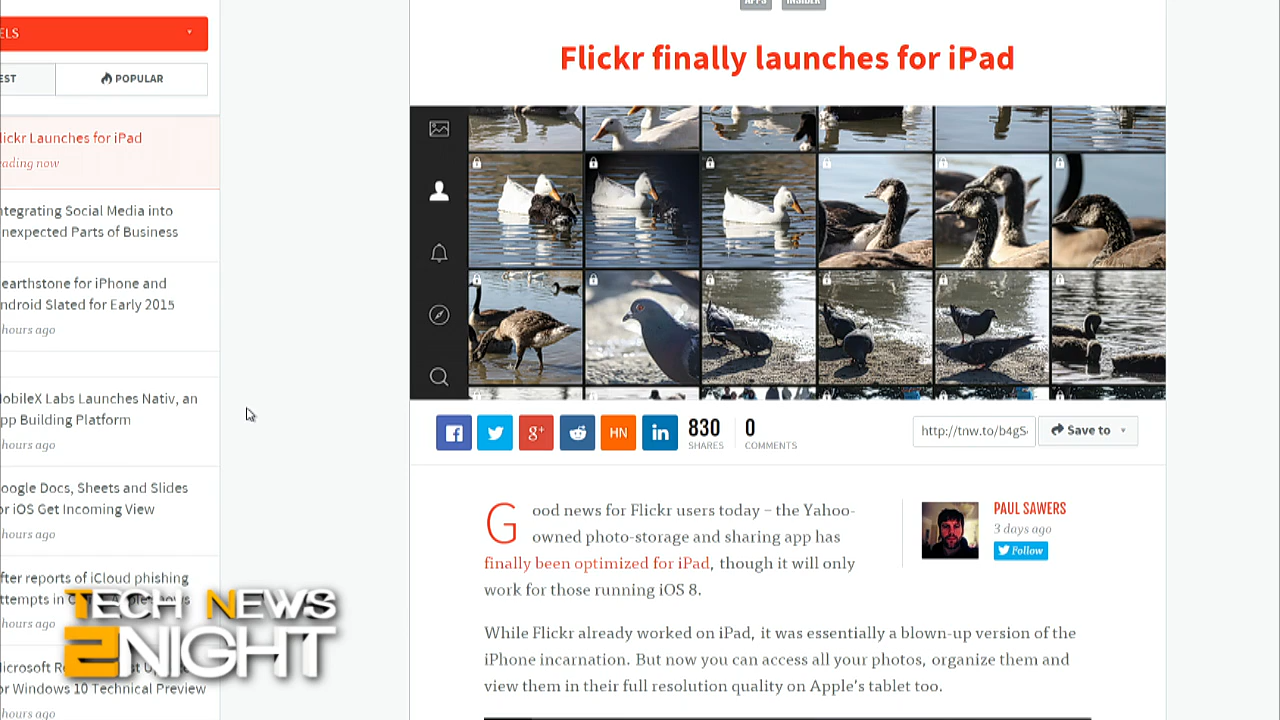 APPS INSIDER
Flickr finally launches for iPad
ELS
EST
POPULAR
lickr Launches for iPad
eading now
ntegrating Social Media into
nexpected Parts of Business
earthstone for iPhone and
ndroid Slated for Early 2015
hours ago
MobileX Labs Launches Nativ, an
pp Building Platform
hours ago
oogle Docs, Sheets and Slides
or iOS Get Incoming View
hours ago
fter reports of iCloud phishing
ttempts in
hours ago
icrosoft
or Windows 10 Technical Preview
hours ago
g+
HN
in
830
SHARES
0
COMMENTS
http://tnw.to/b4gS
Save to
Good news for Flickr users today – the Yahoo-
owned photo-storage and sharing app has
finally been optimized for iPad, though it will only
work for those running iOS 8.
PAUL SAWERS
3 days ago
Follow
While Flickr already worked on iPad, it was essentially a blown-up version of the
iPhone incarnation. But now you can access all your photos, organize them and
view them in their full resolution quality on Apple's tablet too.
TECH NEWS
2NIGHT